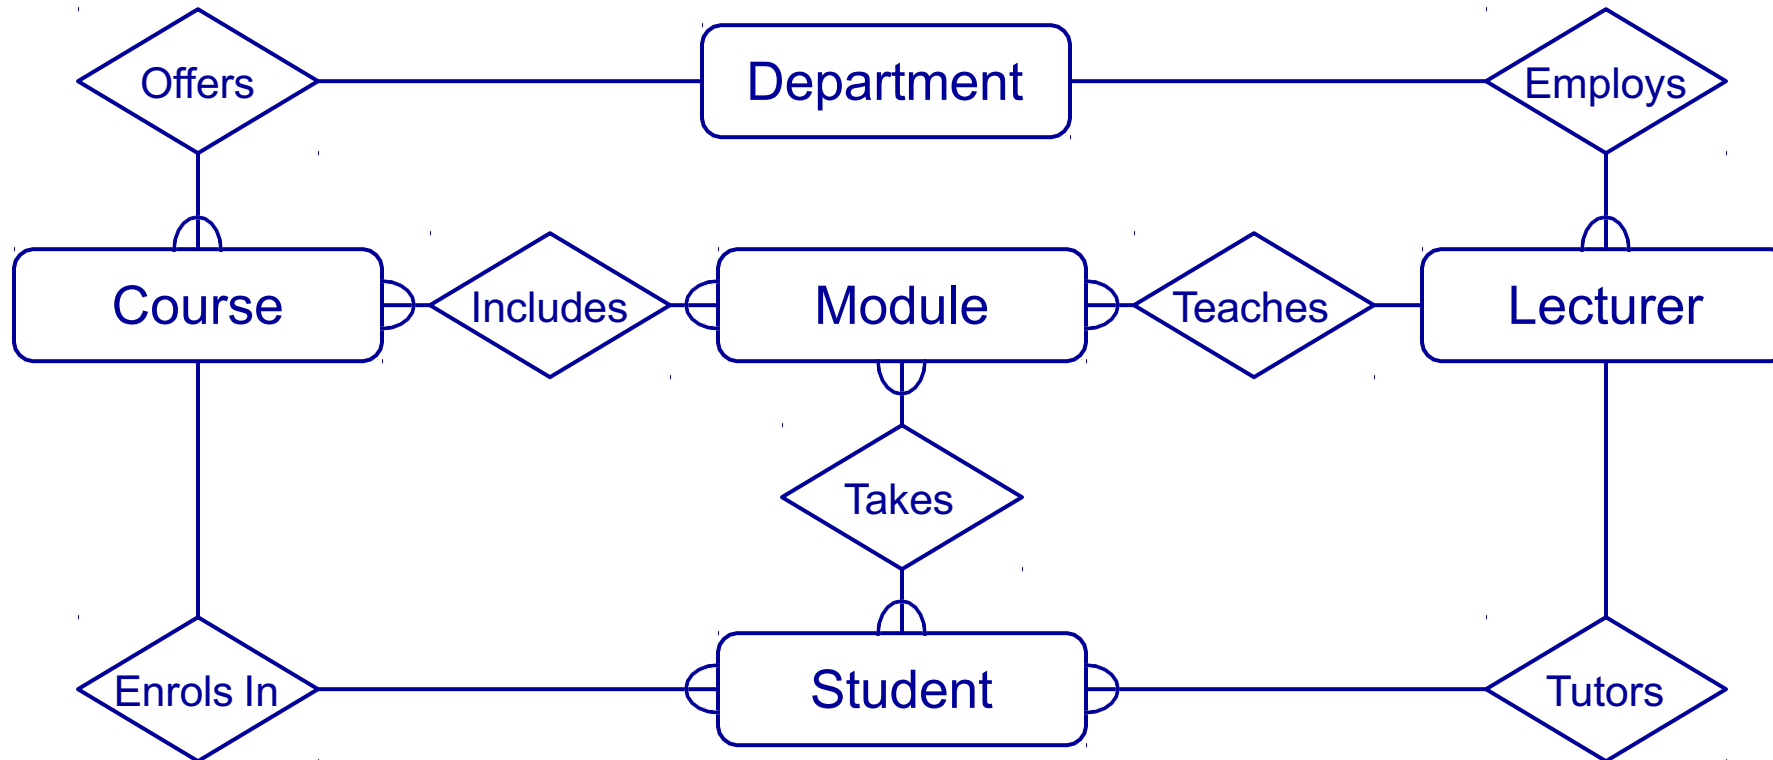 Offers
Department
Employs
Course
Includes
Module
Teaches
Lecturer
Takes
Enrols In
Student
Tutors